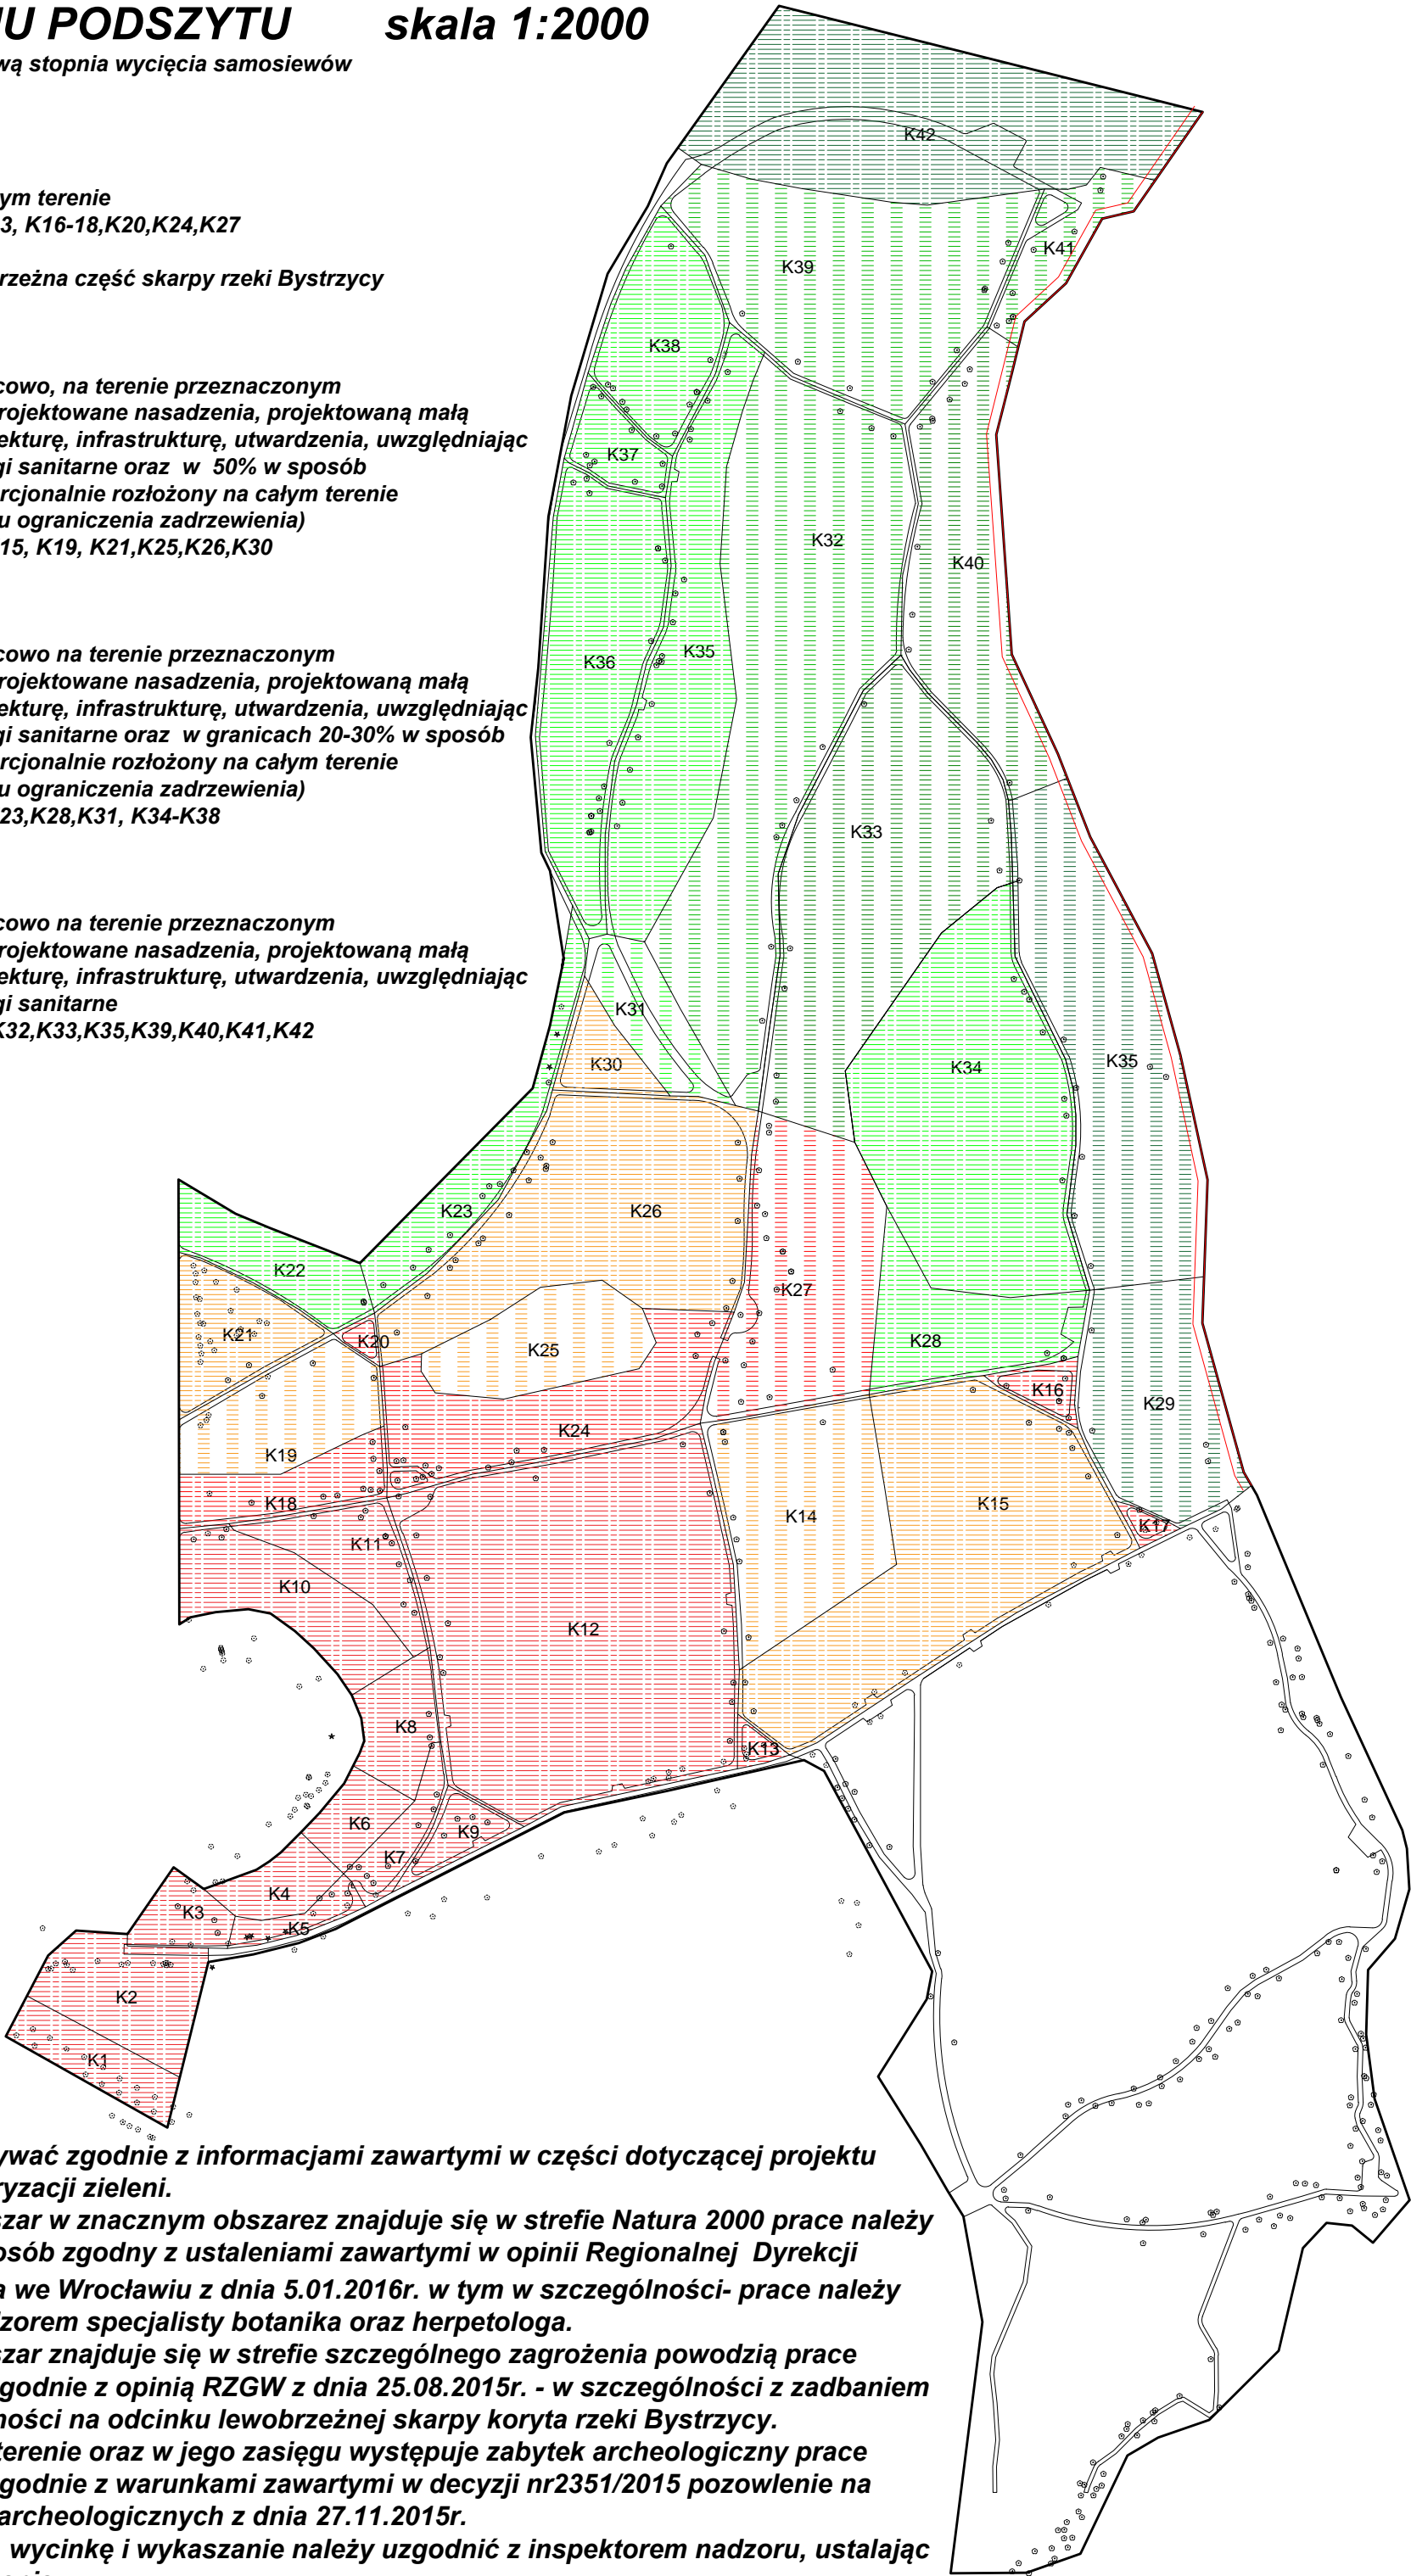 U PODSZYTU skala 1:2000
wą stopnia wycięcia samosiewów
ym terenie
3, K16-18,K20,K24,K27
rzeżna część skarpy rzeki Bystrzycy
cowo, na terenie przeznaczonym
rojektowane nasadzenia, projektowaną małą
ekturę, infrastrukturę, utwardzenia, uwzględniając
gi sanitarne oraz w 50% w sposób
rcjonalnie rozłożony na całym terenie
u ograniczenia zadrzewienia)
15, K19, K21,K25,K26,K30
cowo na terenie przeznaczonym
rojektowane nasadzenia, projektowaną małą
ekturę, infrastrukturę, utwardzenia, uwzględniając
gi sanitarne oraz w granicach 20-30% w sposób
rcjonalnie rozłożony na całym terenie
u ograniczenia zadrzewienia)
23,K28,K31, K34-K38
cowo na terenie przeznaczonym
rojektowane nasadzenia, projektowaną małą
ekturę, infrastrukturę, utwardzenia, uwzględniając
gi sanitarne
K32,K33,K35,K39,K40,K41,K42
K42
K41
K39
K38
K37
K32
K40
K36
K35
K33
K31
K30
K34
K35
K23
K26
K22
K27
K21
K20
K25
K28
K16
K29
K19
K24
K18
K14
K15
K17
K11
K10
K12
K8
K13
K6
K9
K7
K4
K3
K5
K2
K1
ywać zgodnie z informacjami zawartymi w części dotyczącej projektu
ryzacji zieleni.
szar w znacznym obszarez znajduje się w strefie Natura 2000 prace należy
osób zgodny z ustaleniami zawartymi w opinii Regionalnej Dyrekcji
a we Wrocławiu z dnia 5.01.2016r. w tym w szczególności- prace należy
dzorem specjalisty botanika oraz herpetologa.
szar znajduje się w strefie szczególnego zagrożenia powodzią prace
godnie z opinią RZGW z dnia 25.08.2015r. - w szczególności z zadbaniem
ności na odcinku lewobrzeżnej skarpy koryta rzeki Bystrzycy.
terenie oraz w jego zasięgu występuje zabytek archeologiczny prace
godnie z warunkami zawartymi w decyzji nr2351/2015 pozowlenie na
archeologicznych z dnia 27.11.2015r.
wycinkę i wykaszanie należy uzgodnić z inspektorem nadzoru, ustalając